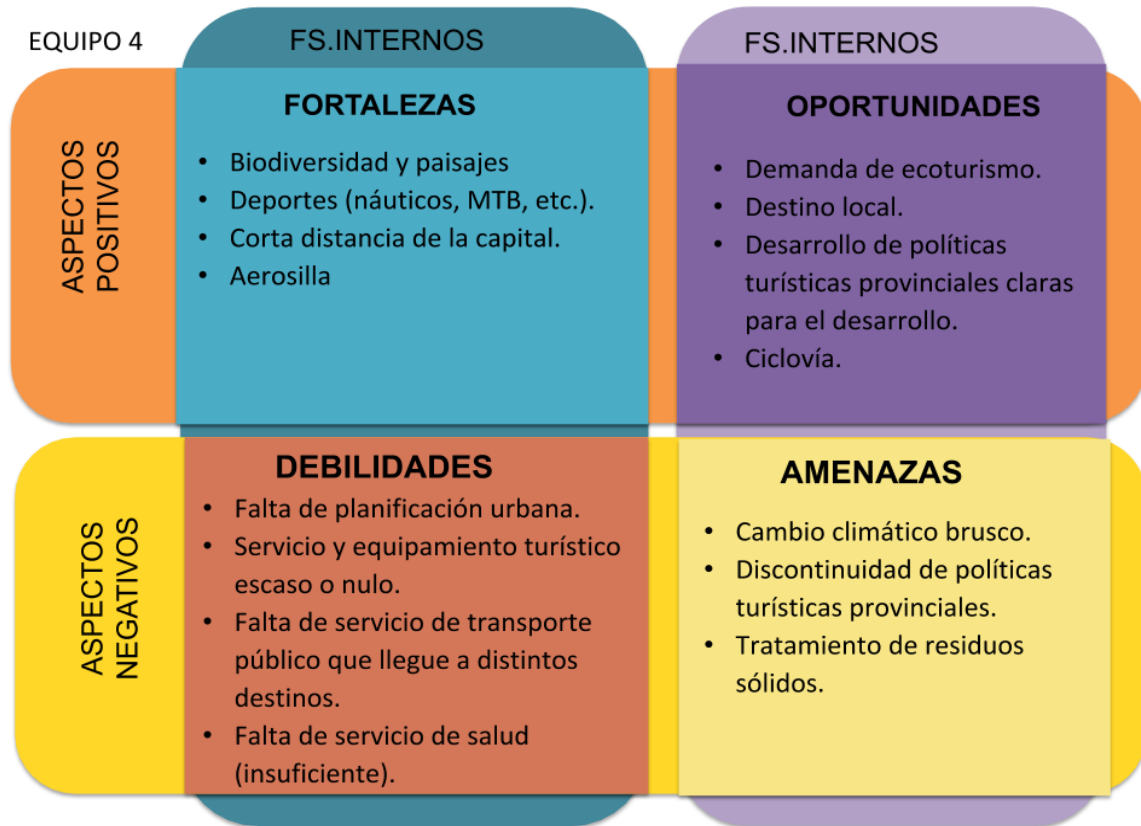 EQUIPO 4
FS.INTERNOS
FS.INTERNOS
ASPECTOS
POSITIVOS
FORTALEZAS
• Biodiversidad y paisajes
• Deportes (náuticos, MTB, etc.).
• Corta distancia de la capital.
• Aerosilla
OPORTUNIDADES
• Demanda de ecoturismo.
• Destino local.
• Desarrollo de políticas
turísticas provinciales claras
para el desarrollo.
• Ciclovía.
ASPECTOS
NEGATIVOS
DEBILIDADES
• Falta de planificación urbana.
• Servicio y equipamiento turístico
escaso o nulo.
• Falta de servicio de transporte
público que llegue a distintos
destinos.
• Falta de servicio de salud
(insuficiente).
AMENAZAS
• Cambio climático brusco.
• Discontinuidad de políticas
turísticas provinciales.
• Tratamiento de residuos
sólidos.